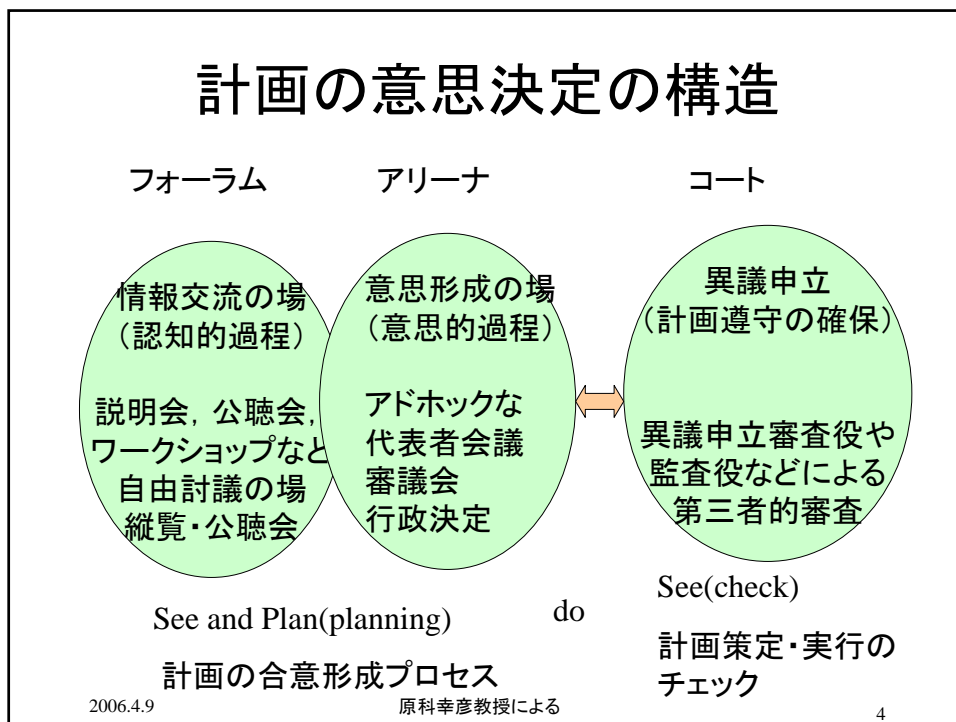 計画の意思決定の構造
フォーラム
アリーナ
コート
情報交流の場
（認知的過程）
説明会，公聴会，
ワークショップなど
自由討議の場
縦覧・公聴会
意思形成の場
（意思的過程）
アドホックな
代表者会議
審議会
行政決定
異議申立
（計画遵守の確保）
異議申立審査役や
監査役などによる
第三者的審査
See and Plan(planning)
do
See(check)
計画の合意形成プロセス
計画策定・実行の
チェック
2006.4.9
原科幸彦教授による
4